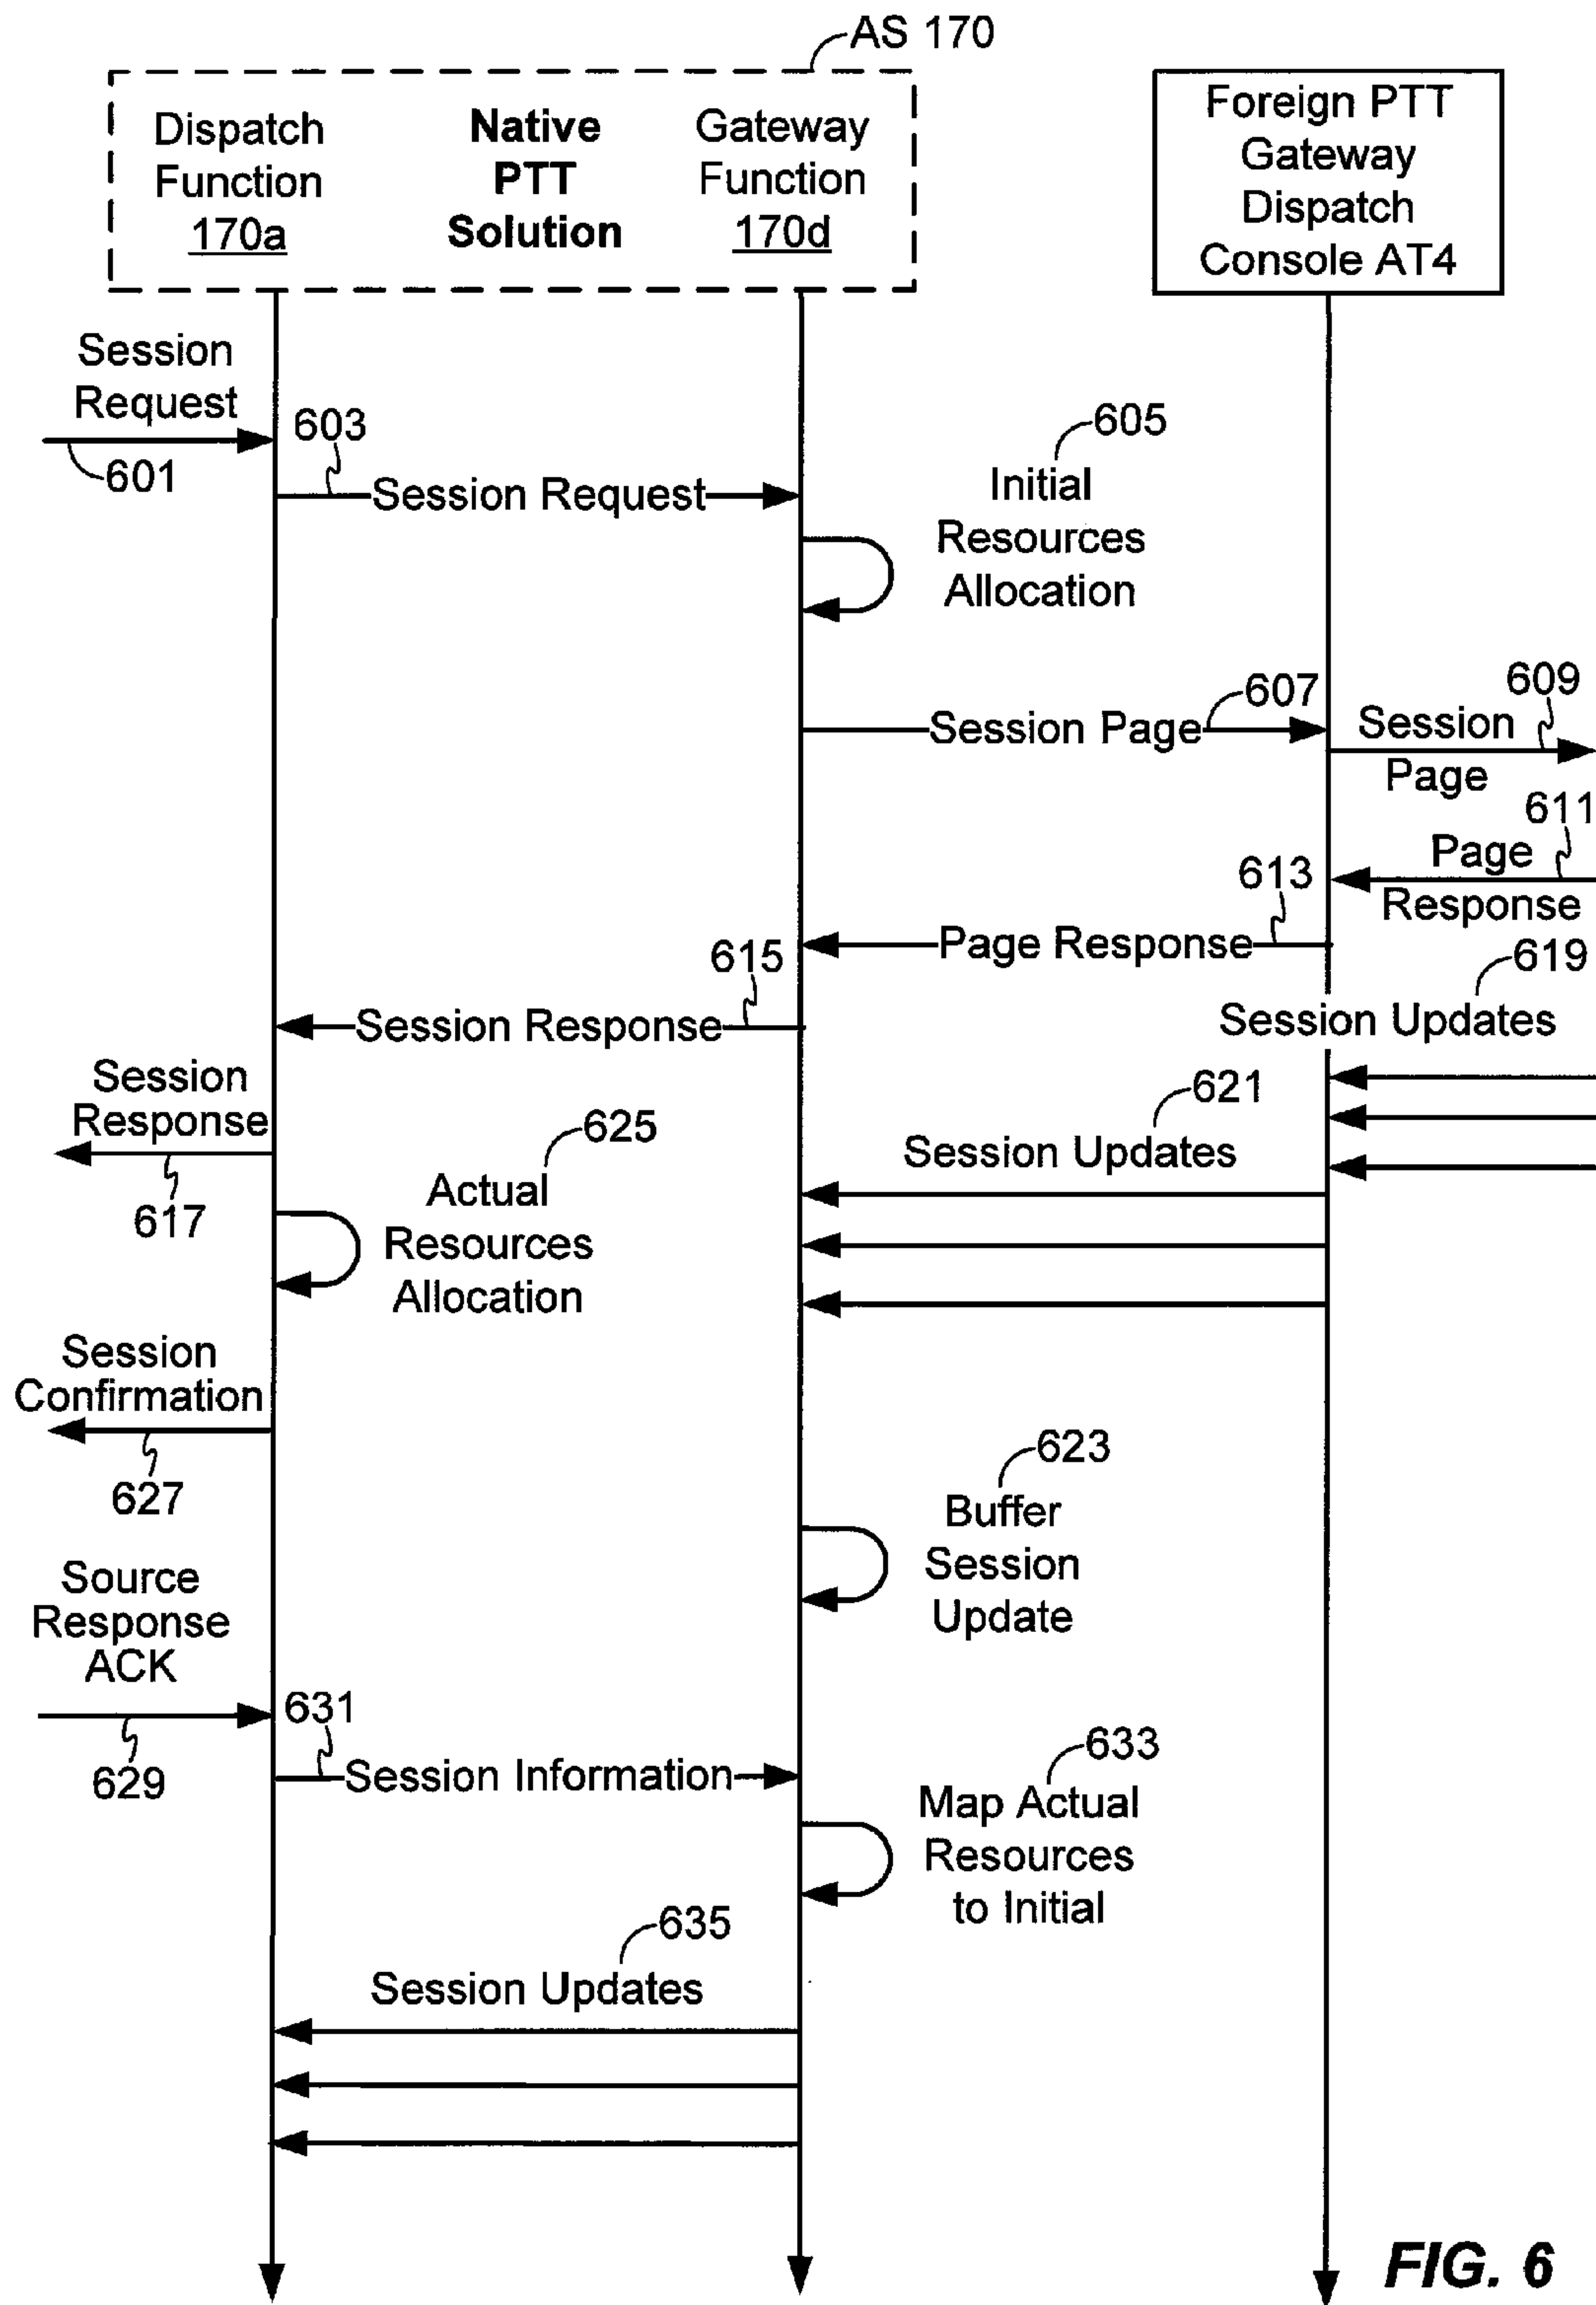 AS 170
Dispatch
Function
170a
Native
PTT
Solution
Gateway
Function
170d
Foreign PTT
Gateway
Dispatch
Console AT4
Session
Request
601
603
Session Request
605
Initial
Resources
Allocation
607
Session Page
609
Session
Page
611
Page
Response
613
Page Response
615
Session Response
619
Session Updates
Session
Response
617
621
Session Updates
625
Actual
Resources
Allocation
Session
Confirmation
627
623
Buffer
Session
Update
Source
Response
ACK
629
631
Session Information
633
Map Actual
Resources
to Initial
635
Session Updates
FIG. 6